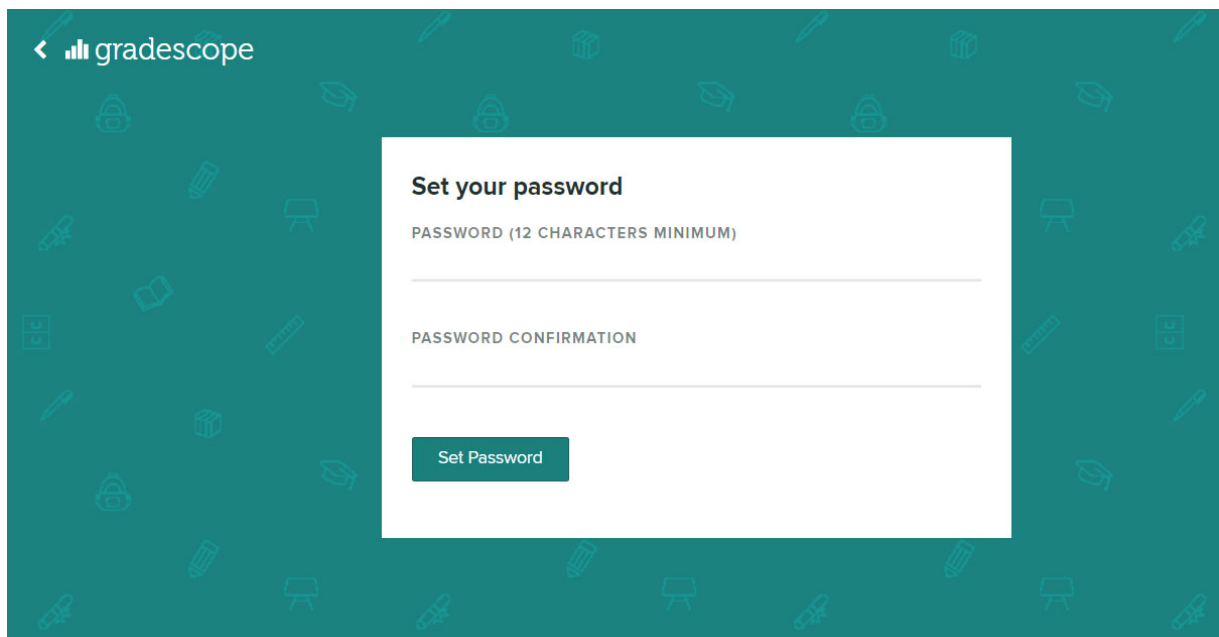 gradescope
Set your password
PASSWORD (12 CHARACTERS MINIMUM)
PASSWORD CONFIRMATION
Set Password